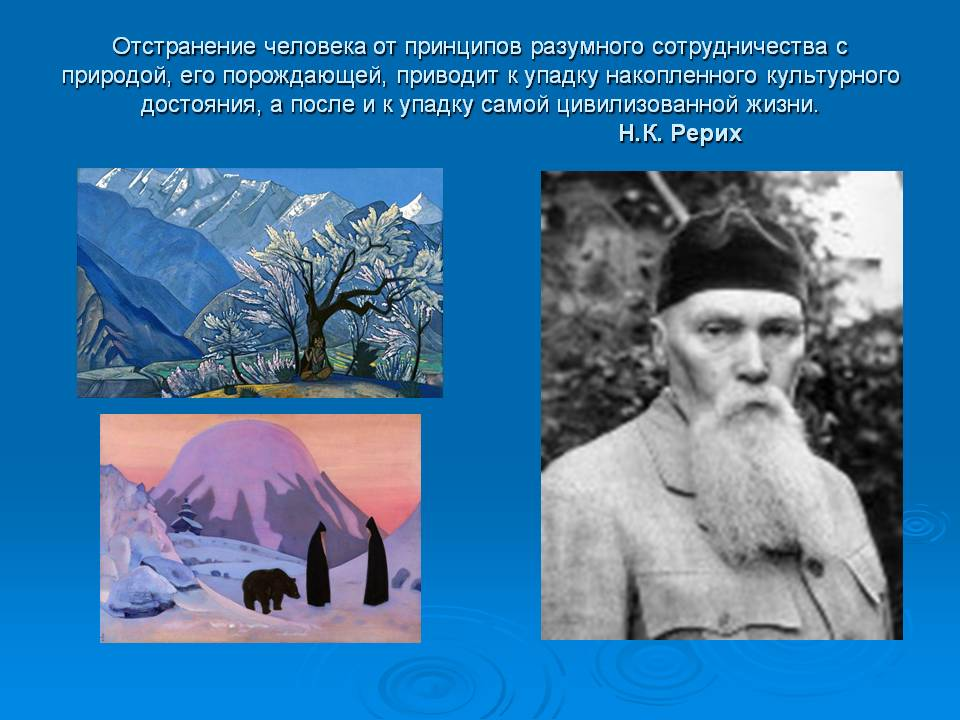 Отстранение человека от принципов разумного сотрудничества с
природой, его порождающей, приводит к упадку накопленного культурного
достояния, а после и к упадку самой цивилизованной жизни.
Н.К. Рерих